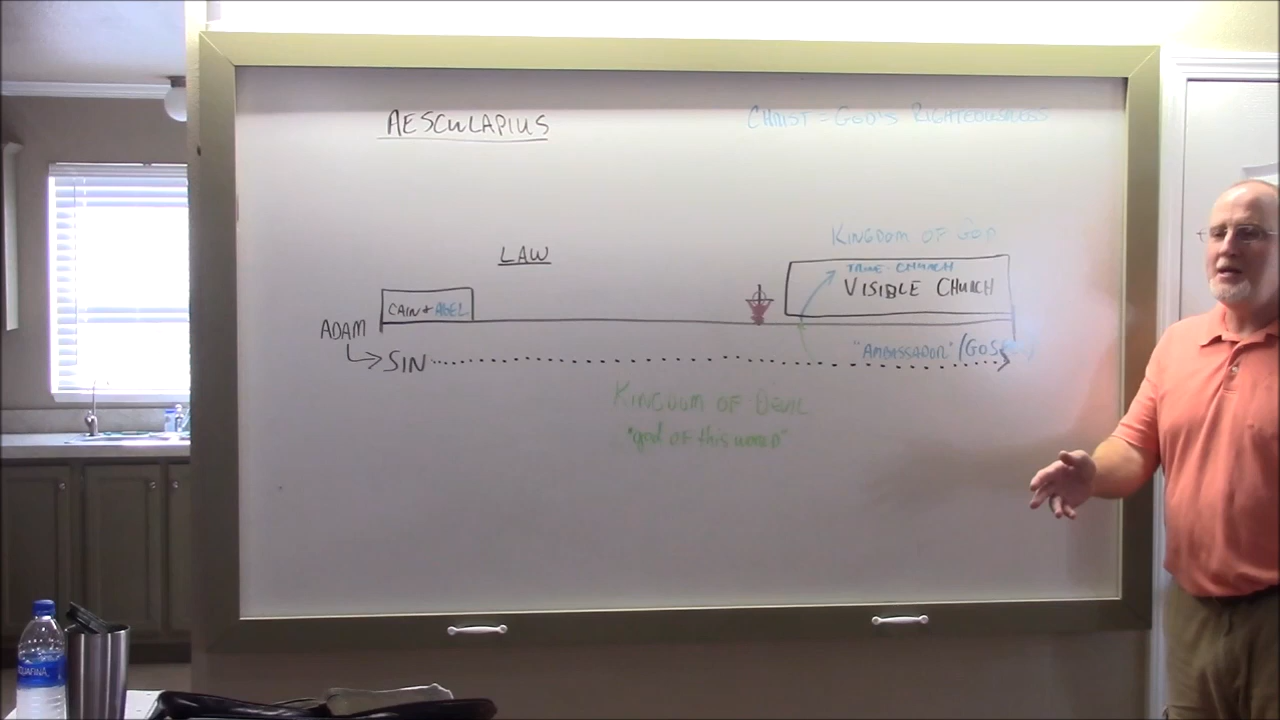 AESCULAPIUS
CHRIST = GOD'S RIGHTEOUSNESS
KINGDOM OF GOD
LAW
TRUE CHURCH
VISIBLE CHURCH
CAIN + ABEL
ADAM
SIN
"AMBASSADOR"
KINGDOM OF DEVIL
"god OF this WORLD"
AQUAFINA